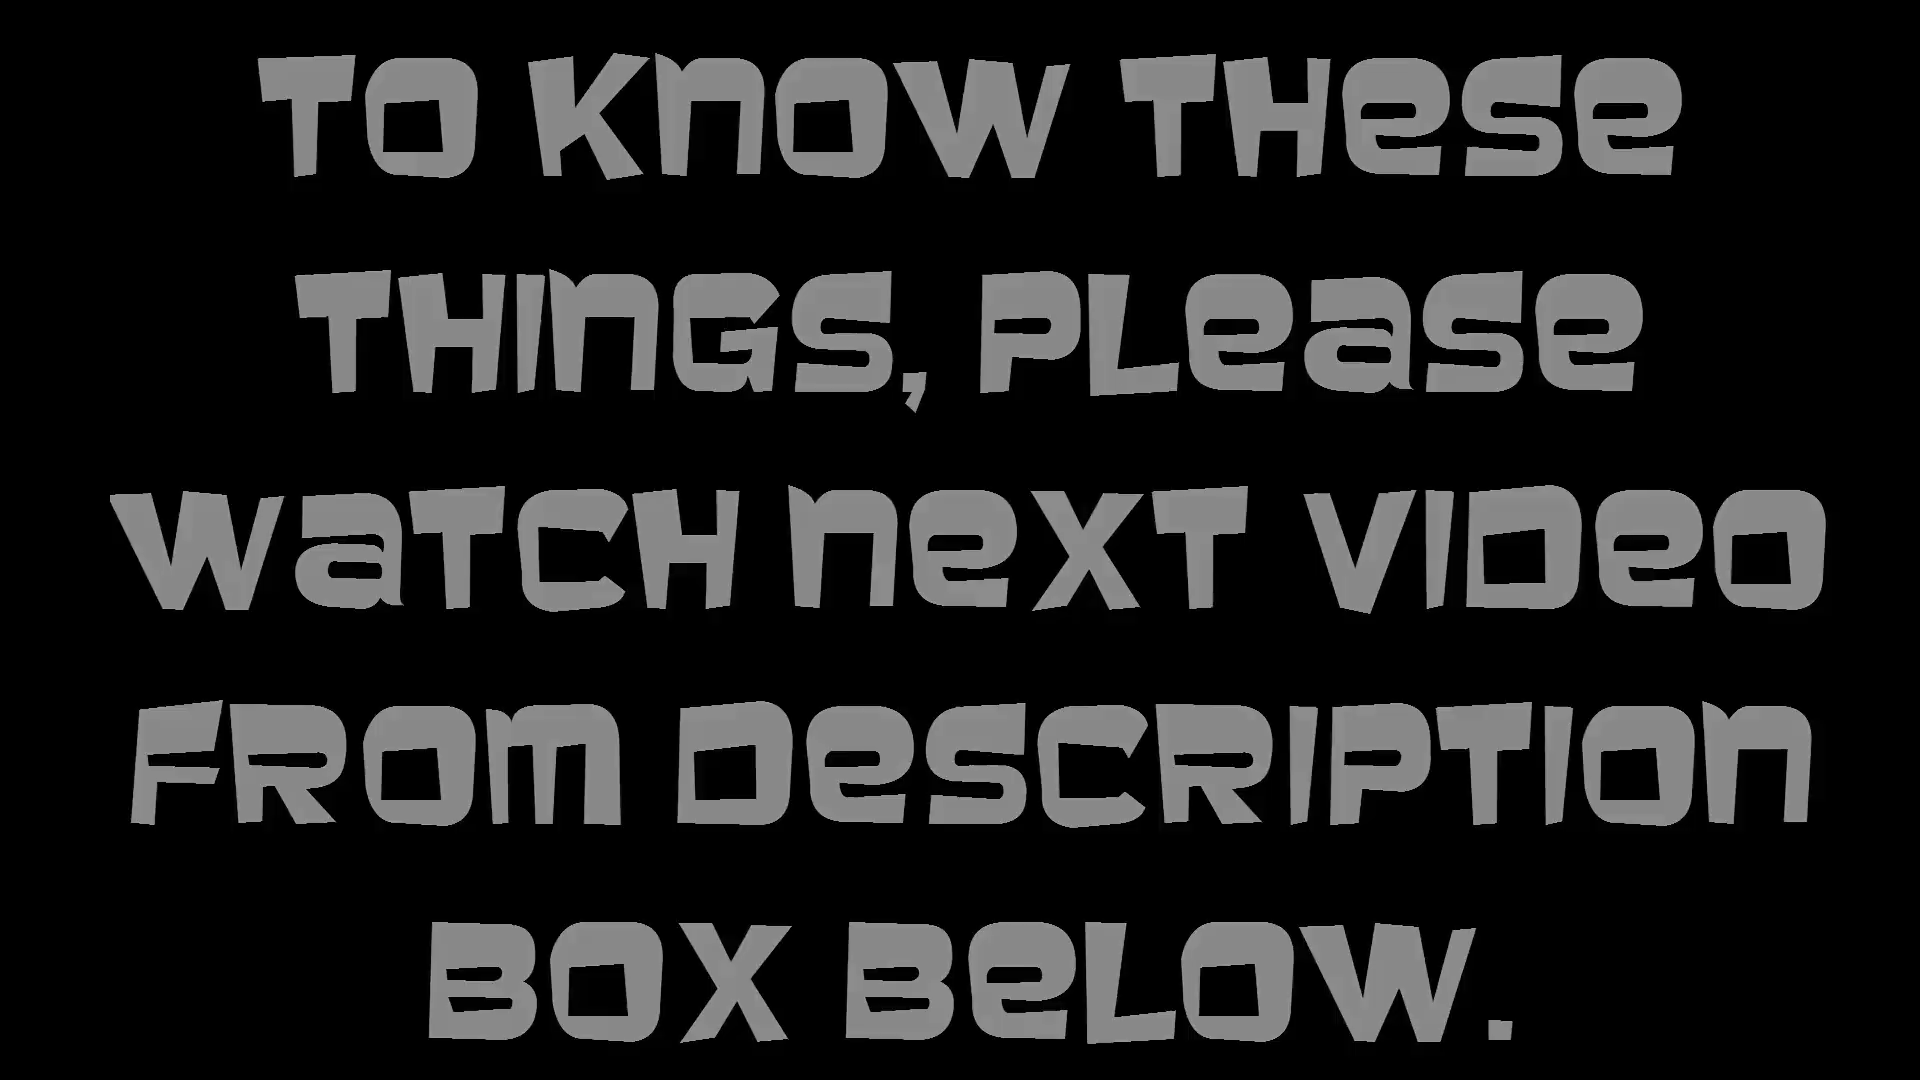 TO KNOW THESE
THINGS, PLEASE
WATCH NEXT VIDEO
FROM DESCRIPTION
BOX BELOW.